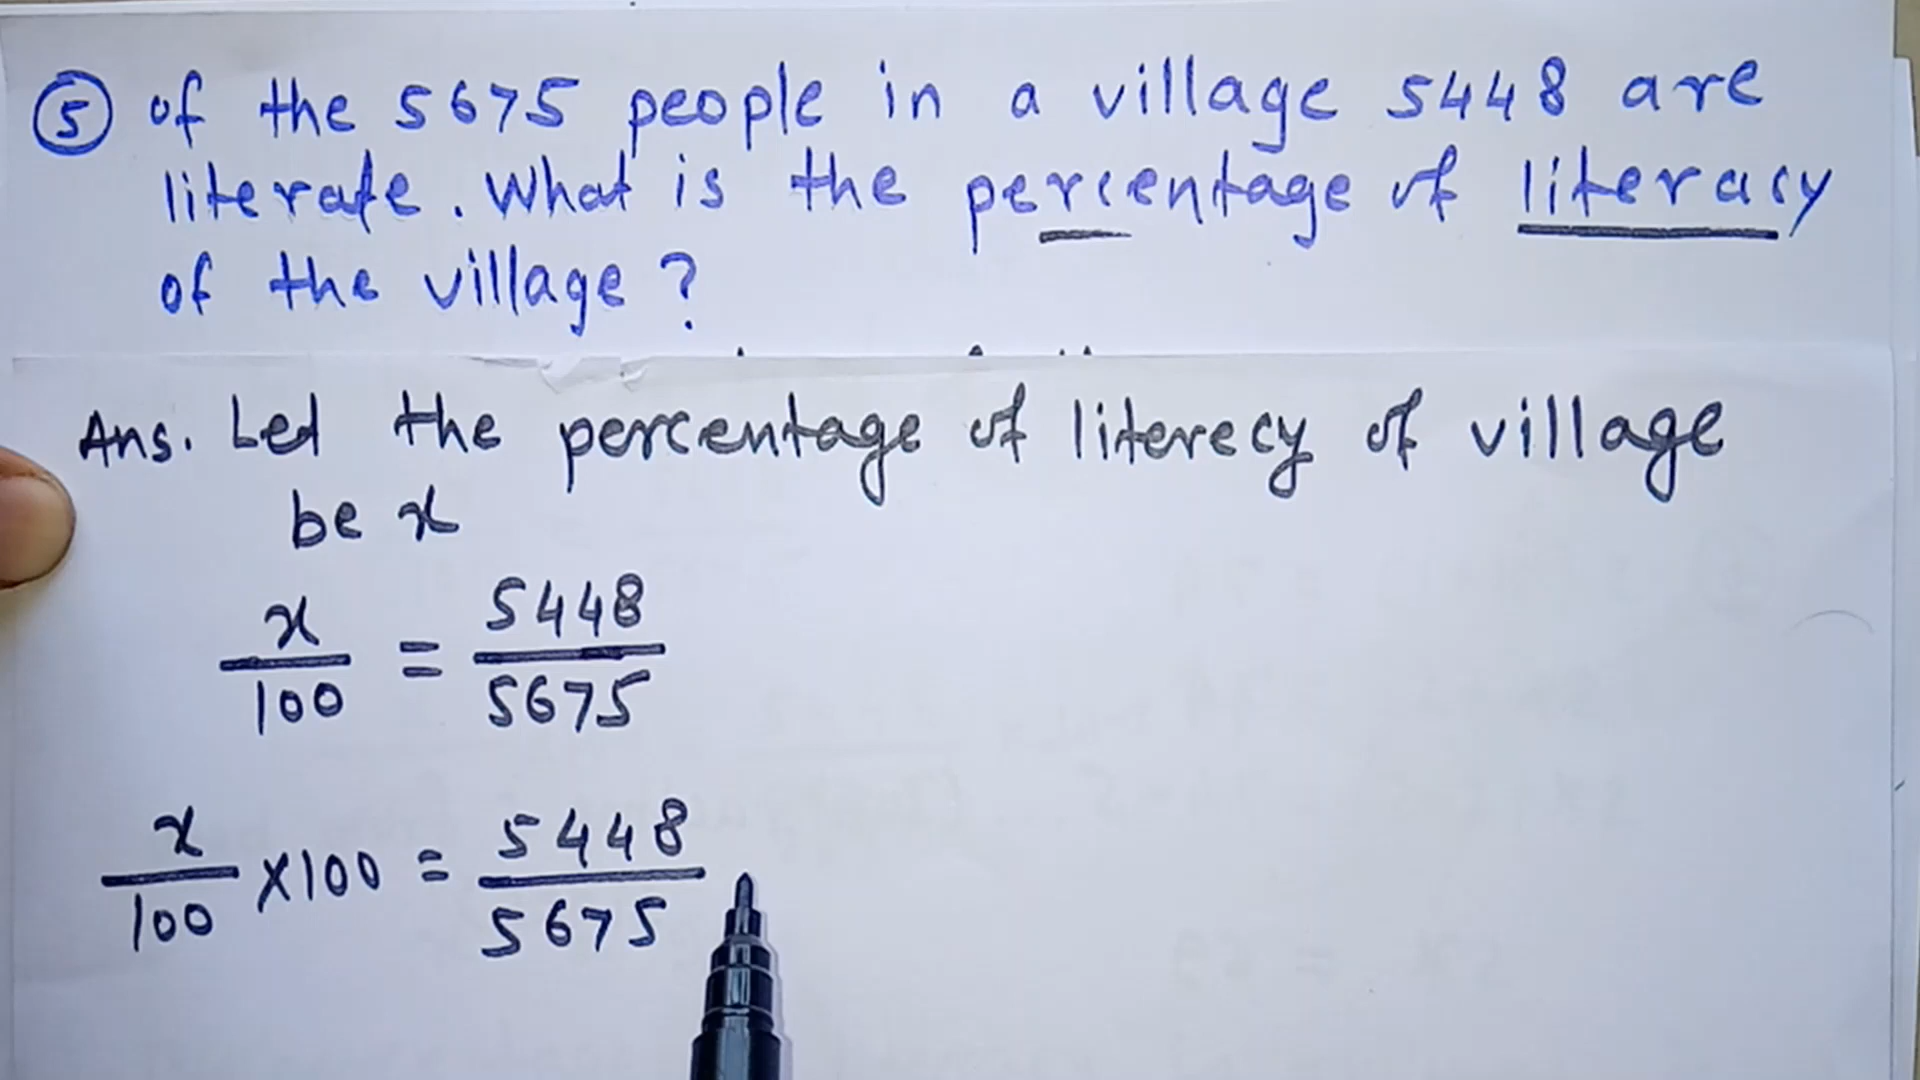 5 of the 5675 people in a village 5448 are
literate. What is the percentage of literacy
of the village?
Ans. Let the percentage of literecy of village
be x
x/100 = 5448/5675
x/100 ×100 = 5448/5675